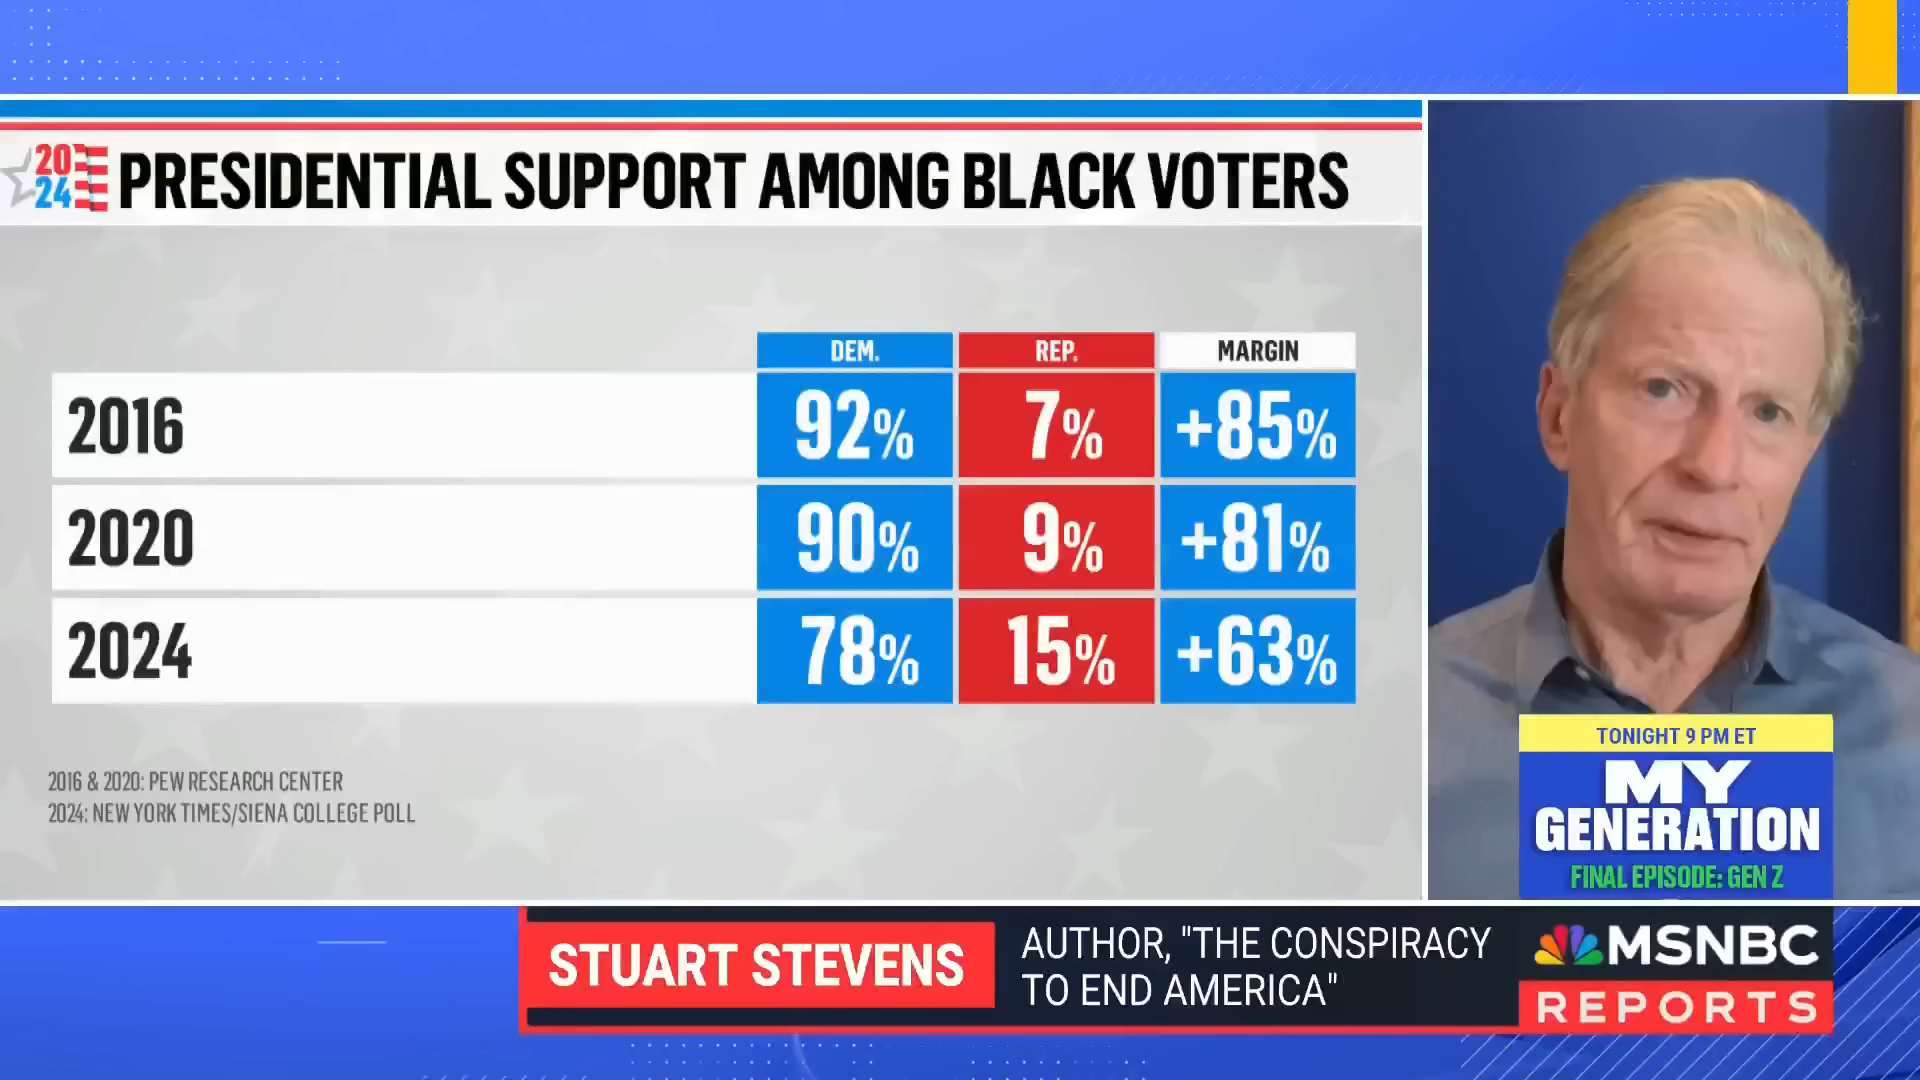 2024
PRESIDENTIAL SUPPORT AMONG BLACK VOTERS
DEM. REP. MARGIN
2016 92% 7% +85%
2020 90% 9% +81%
2024 78% 15% +63%
2016 & 2020: PEW RESEARCH CENTER
2024: NEW YORK TIMES/SIENA COLLEGE POLL
TONIGHT 9 PM ET
MY
GENERATION
FINAL EPISODE: GEN Z
STUART STEVENS
AUTHOR, "THE CONSPIRACY
TO END AMERICA"
MSNBC
REPORTS